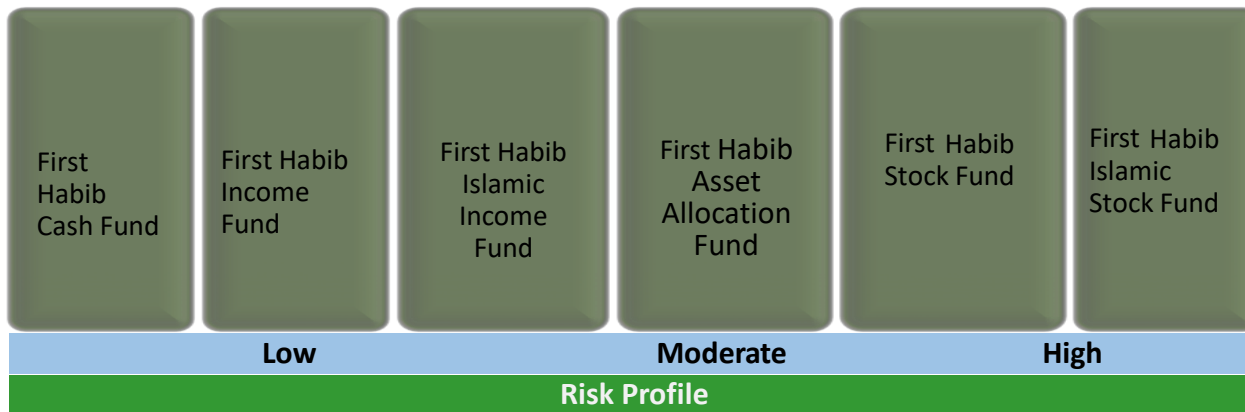 First
Habib
Cash Fund
First Habib
Income
Fund
First Habib
Islamic
Income
Fund
First Habib
Asset
Allocation
Fund
First Habib
Stock Fund
First Habib
Islamic
Stock Fund
Low
Moderate
High
Risk Profile